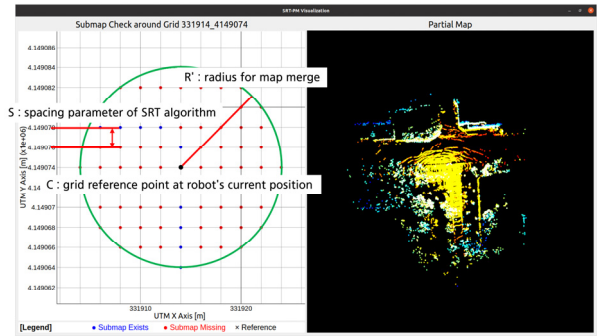 SRT-PM Visualization
Submap Check around Grid 331914_4149074
Partial Map
4.149086
4.149084
R' : radius for map merge
4.149082
S : spacing parameter of SRT algorithm
4.149074
C : grid reference point at robot's current position
4.14
4.14907
4.149068
4.149066
4.149064
4.149062
UTM Y Axis [m] (x1e+06)
331910
331920
UTM X Axis [m]
[Legend]
• Submap Exists
• Submap Missing
× Reference